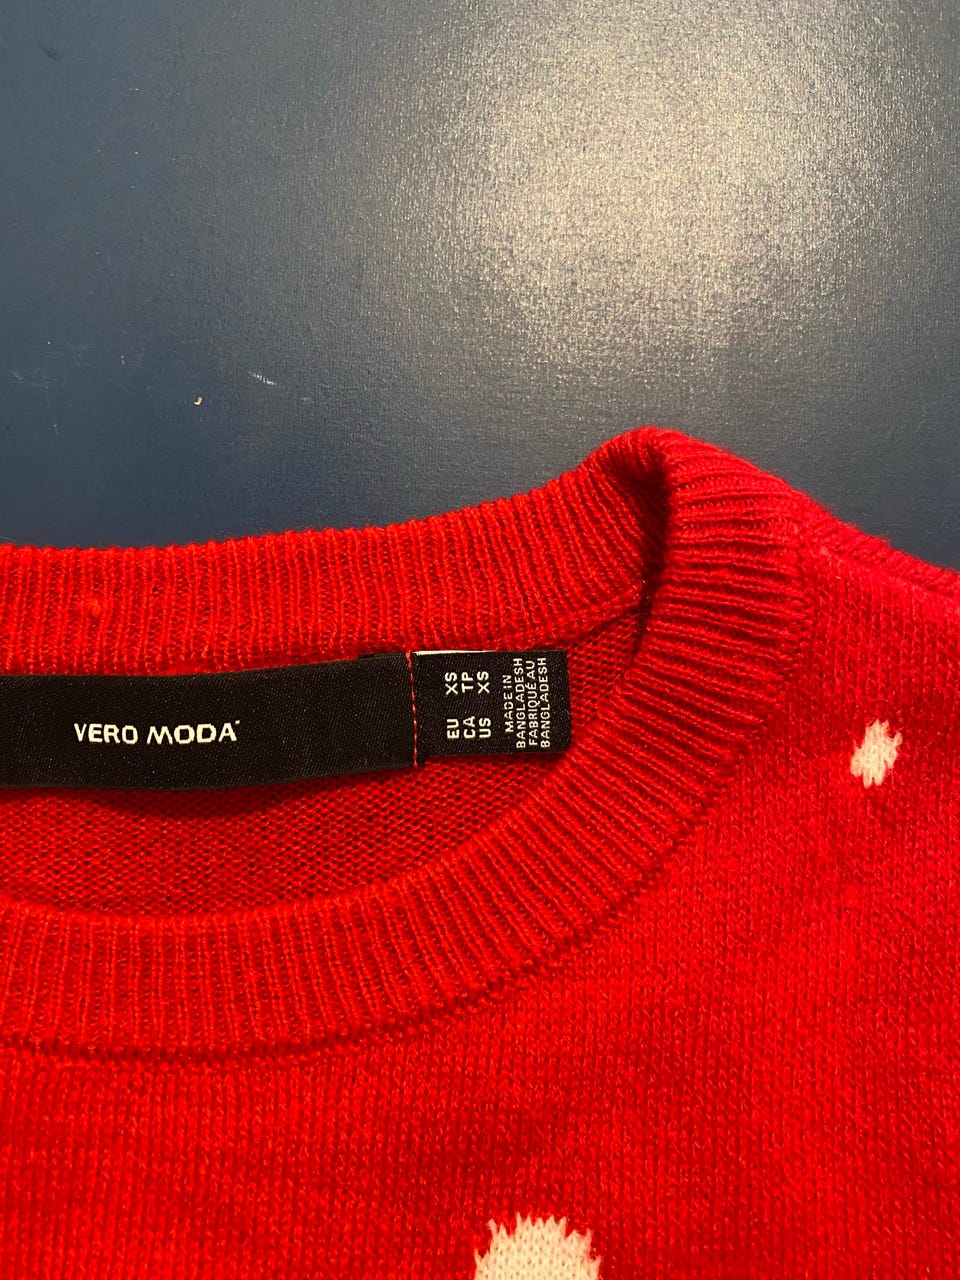 VERO MODA
EU XS
CA TP
US XS
MADE IN
BANGLADESH
FABRIQUÉ AU
BANGLADESH